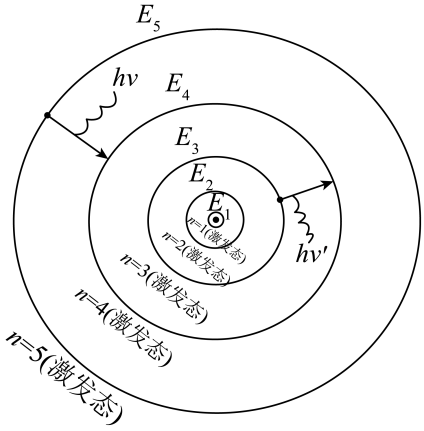 E₅
hν
E₄
E₃
E₂
E₁
n=1(激发态)
n=2(激发态)
hν'
n=3(激发态)
n=4(激发态)
n=5(激发态)